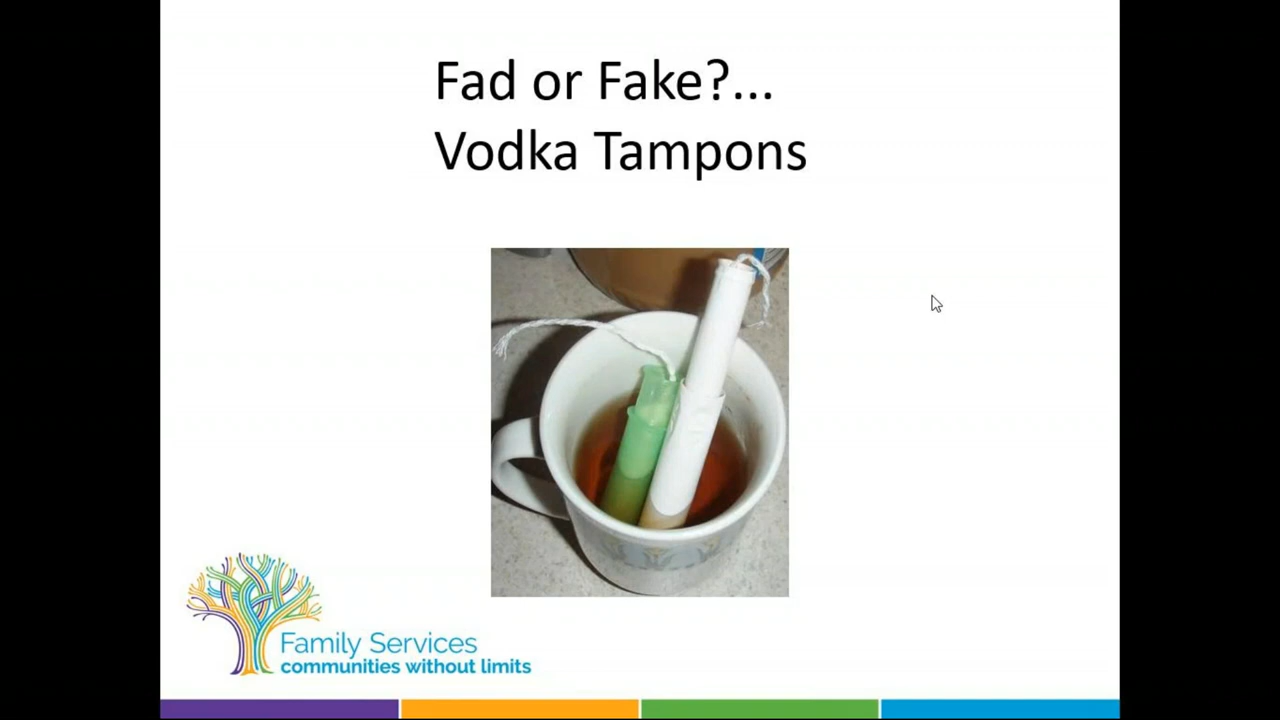 Fad or Fake?...
Vodka Tampons
Family Services
communities without limits